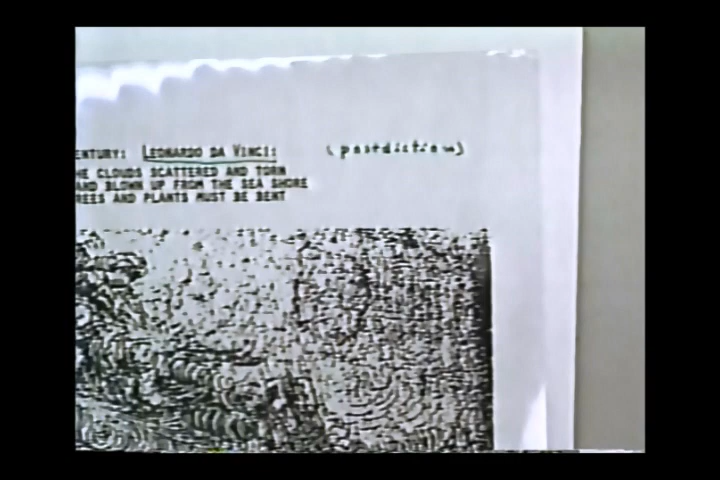 ENTURY: LEONARDO DA VINCI: (postdiction)
HE CLOUDS SCATTERED AND TORN
AND BLOWN UP FROM THE SEA SHORE
REES AND PLANTS MUST BE BENT